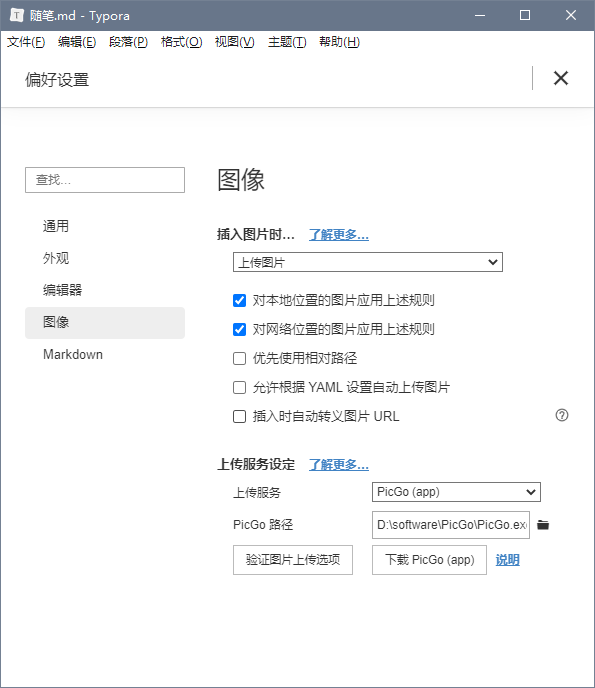 随笔.md - Typora
文件(F) 编辑(E) 段落(P) 格式(O) 视图(V) 主题(T) 帮助(H)
偏好设置
查找...
通用
外观
编辑器
图像
Markdown
图像
插入图片时... 了解更多...
上传图片
对本地位置的图片应用上述规则
对网络位置的图片应用上述规则
优先使用相对路径
允许根据 YAML 设置自动上传图片
插入时自动转义图片 URL
上传服务设定 了解更多...
上传服务 PicGo (app)
PicGo 路径 D:\software\PicGo\PicGo.ex
验证图片上传选项 下载 PicGo (app) 说明